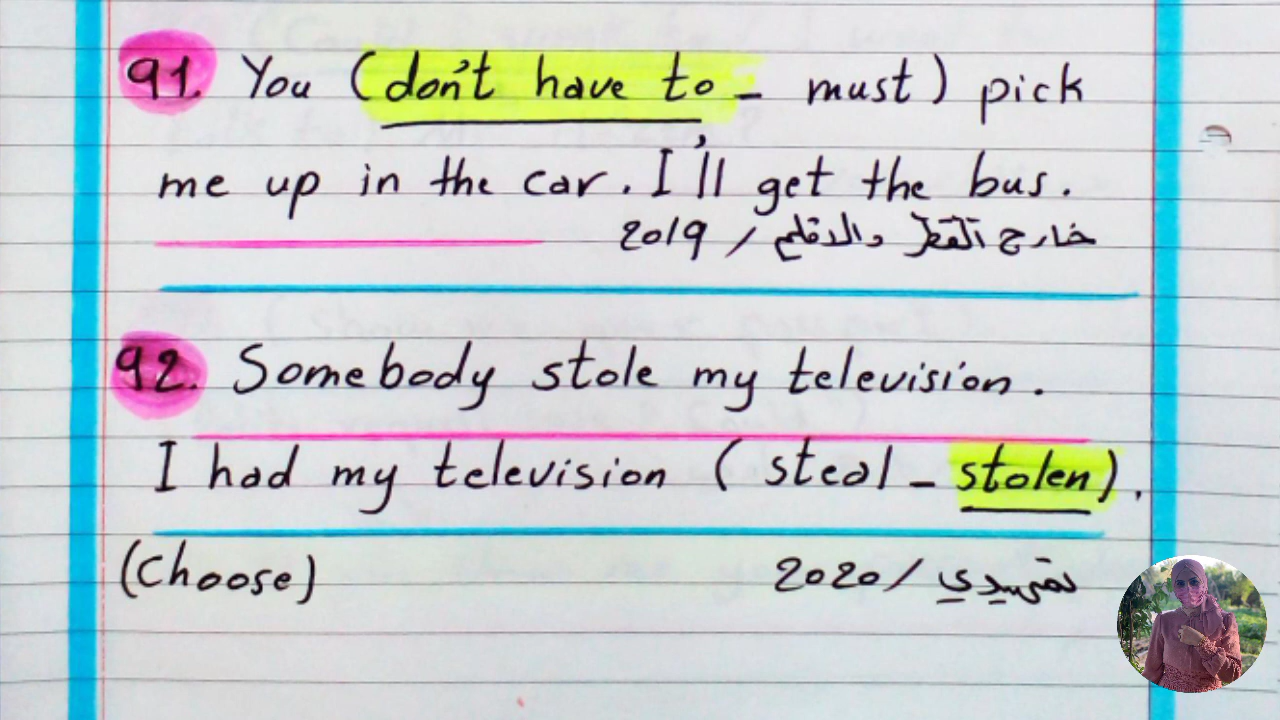 91. You (don't have to - must) pick
me up in the car. I'll get the bus.
خارج القطر والاقليم / 2019
92. Somebody stole my television.
I had my television (steal - stolen).
(Choose)
تمهيدي / 2020